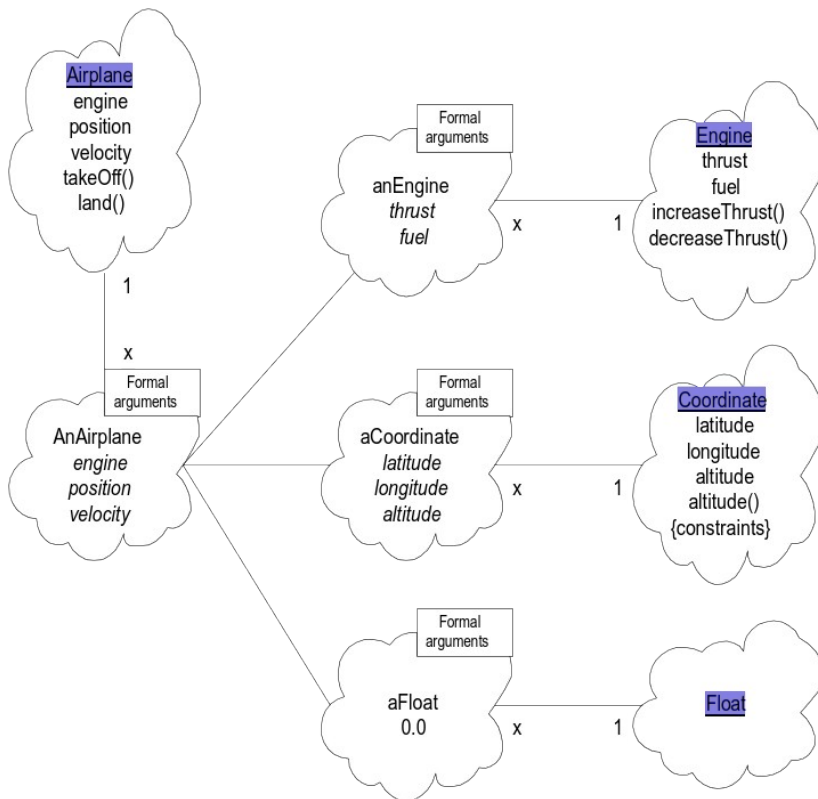 Airplane
engine
position
velocity
takeOff()
land()
1
x
Formal
arguments
AnAirplane
engine
position
velocity
Formal
arguments
anEngine
thrust
fuel
x
1
Engine
thrust
fuel
increaseThrust()
decreaseThrust()
Formal
arguments
aCoordinate
latitude
longitude
altitude
x
1
Coordinate
latitude
longitude
altitude
altitude()
{constraints}
Formal
arguments
aFloat
0.0
x
1
Float